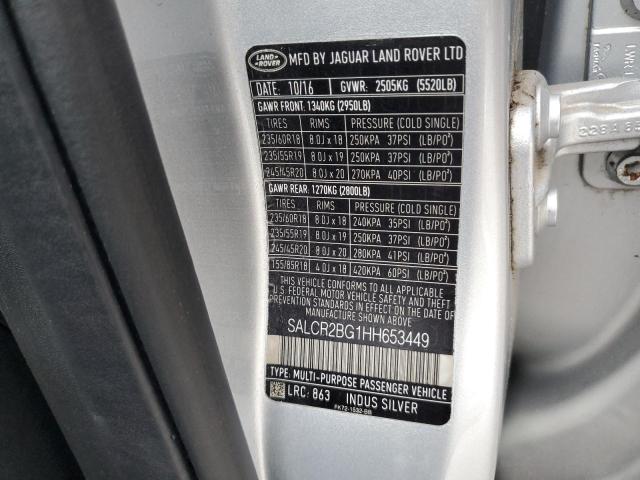 LAND-ROVER MFD BY JAGUAR LAND ROVER LTD
DATE: 10/16 GVWR: 2505KG (5520LB)
GAWR FRONT: 1340KG (2950LB)
TIRES RIMS PRESSURE (COLD SINGLE)
235/60R18 8.0J x 18 250KPA 37PSI (LB/PO²)
235/55R19 8.0J x 19 250KPA 37PSI (LB/PO²)
245/45R20 8.0J x 20 270KPA 40PSI (LB/PO²)
GAWR REAR: 1270KG (2800LB)
TIRES RIMS PRESSURE (COLD SINGLE)
235/60R18 8.0J x 18 240KPA 35PSI (LB/PO²)
235/55R19 8.0J x 19 250KPA 37PSI (LB/PO²)
245/45R20 8.0J x 20 280KPA 41PSI (LB/PO²)
155/85R18 4.0J x 18 420KPA 60PSI (LB/PO²)
THIS VEHICLE CONFORMS TO ALL APPLICABLE
U.S. FEDERAL MOTOR VEHICLE SAFETY AND THEFT
PREVENTION STANDARDS IN EFFECT ON THE DATE OF
MANUFACTURE SHOWN ABOVE
SALCR2BG1HH653449
TYPE: MULTI-PURPOSE PASSENGER VEHICLE
LRC: 863 INDUS SILVER
FK72-1532-BB